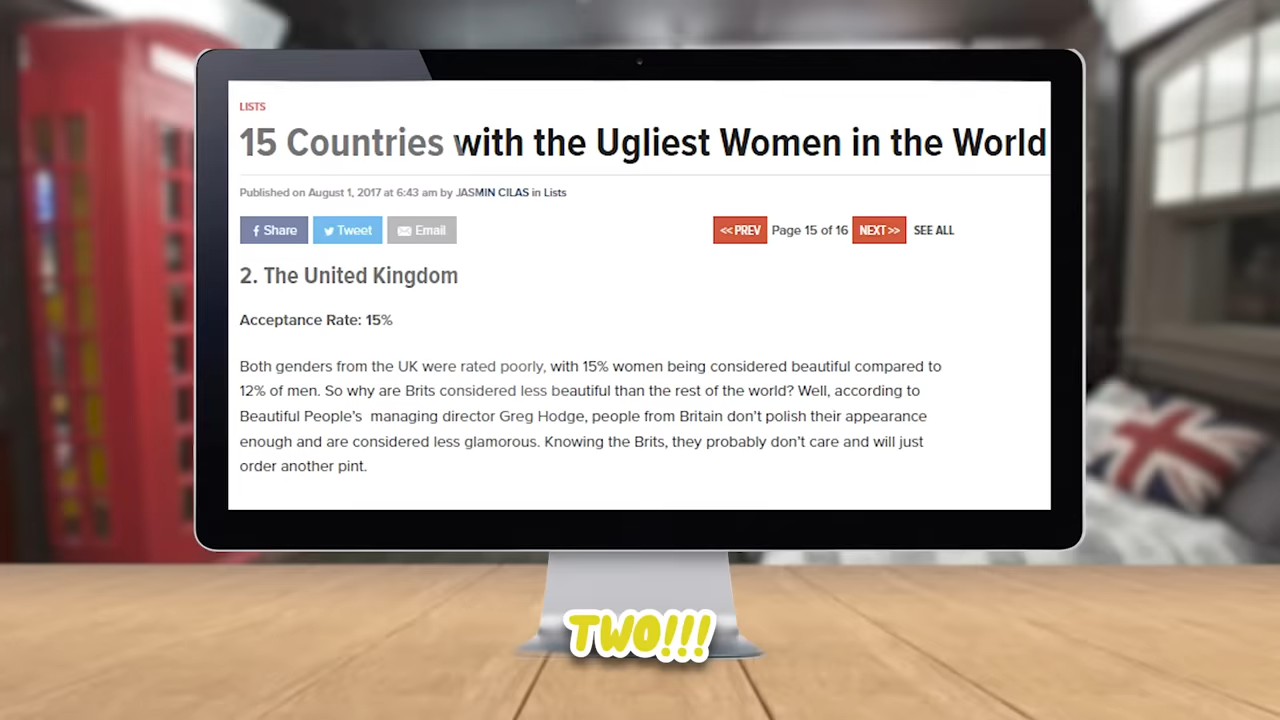 LISTS
15 Countries with the Ugliest Women in the World
Published on August 1, 2017 at 6:43 am by JASMIN CILAS in Lists
Share Tweet Email << PREV Page 15 of 16 NEXT >> SEE ALL
2. The United Kingdom
Acceptance Rate: 15%
Both genders from the UK were rated poorly, with 15% women being considered beautiful compared to
12% of men. So why are Brits considered less beautiful than the rest of the world? Well, according to
Beautiful People's managing director Greg Hodge, people from Britain don't polish their appearance
enough and are considered less glamorous. Knowing the Brits, they probably don't care and will just
order another pint.
TWO!!!